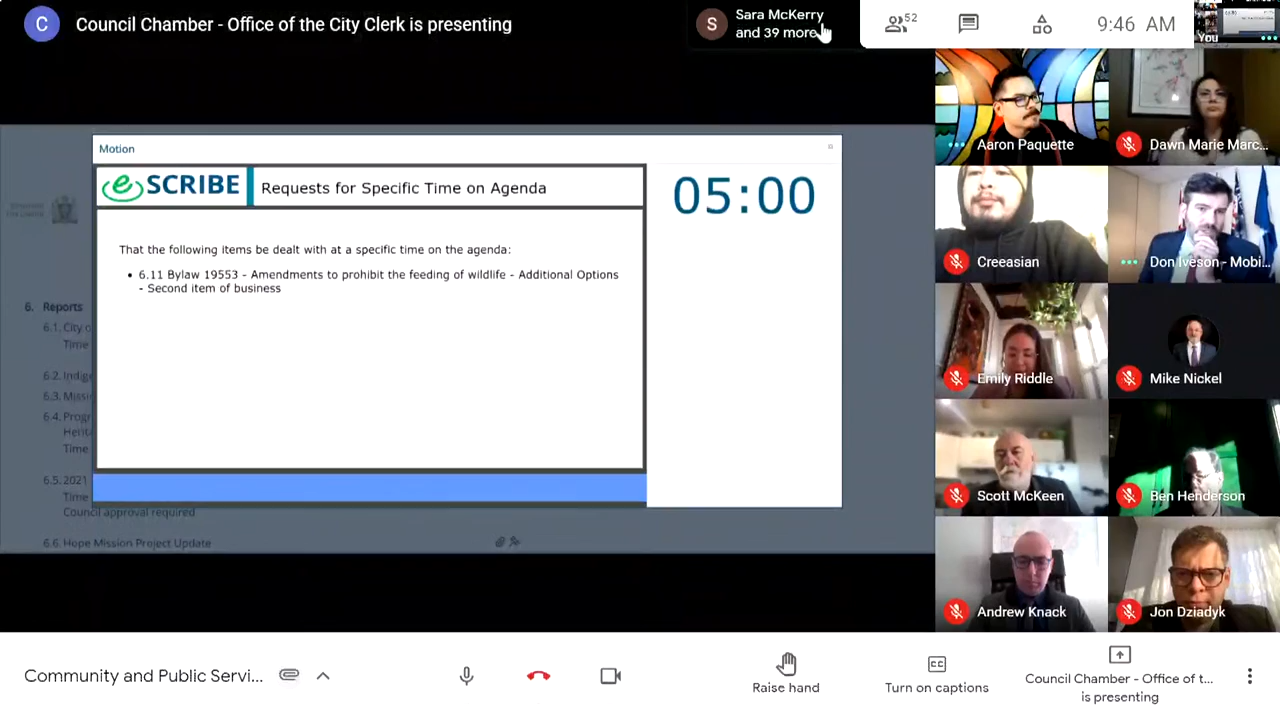 C
Council Chamber - Office of the City Clerk is presenting
S
Sara McKerry
and 39 more
52
9:46 AM
You
Motion
eSCRIBE
Requests for Specific Time on Agenda
05:00
That the following items be dealt with at a specific time on the agenda:
• 6.11 Bylaw 19553 - Amendments to prohibit the feeding of wildlife - Additional Options
- Second item of business
6. Reports
6.1. City
Time
6.2. Indig
6.3. Missi
6.4. Progr
Herit
Time
6.5. 2021
Time
Council approval required
6.6. Hope Mission Project Update
Aaron Paquette
Dawn Marie Marc...
Creeasian
Don Iveson - Mobi...
Emily Riddle
Mike Nickel
Scott McKeen
Ben Henderson
Andrew Knack
Jon Dziadyk
Community and Public Servi...
Raise hand
Turn on captions
Council Chamber - Office of t...
is presenting